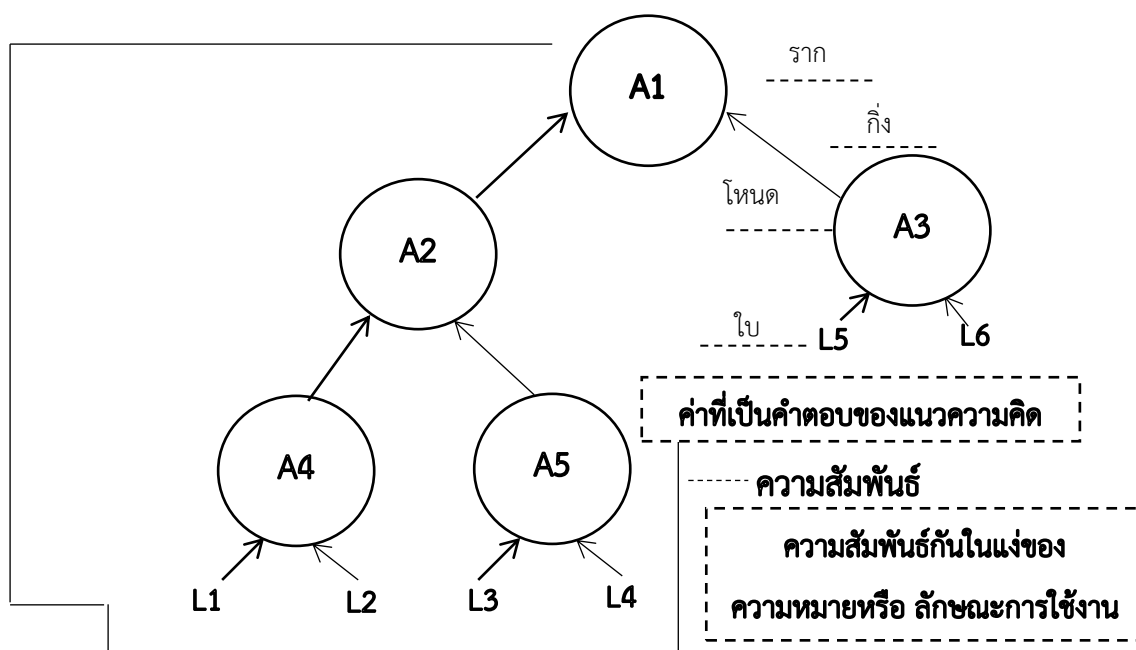 A1
ราก
กิ่ง
โหนด
A3
A2
ใบ
L5
L6
ค่าที่เป็นคำตอบของแนวความคิด
A4
A5
ความสัมพันธ์
ความสัมพันธ์กันในแง่ของ
ความหมายหรือ ลักษณะการใช้งาน
L1
L2
L3
L4